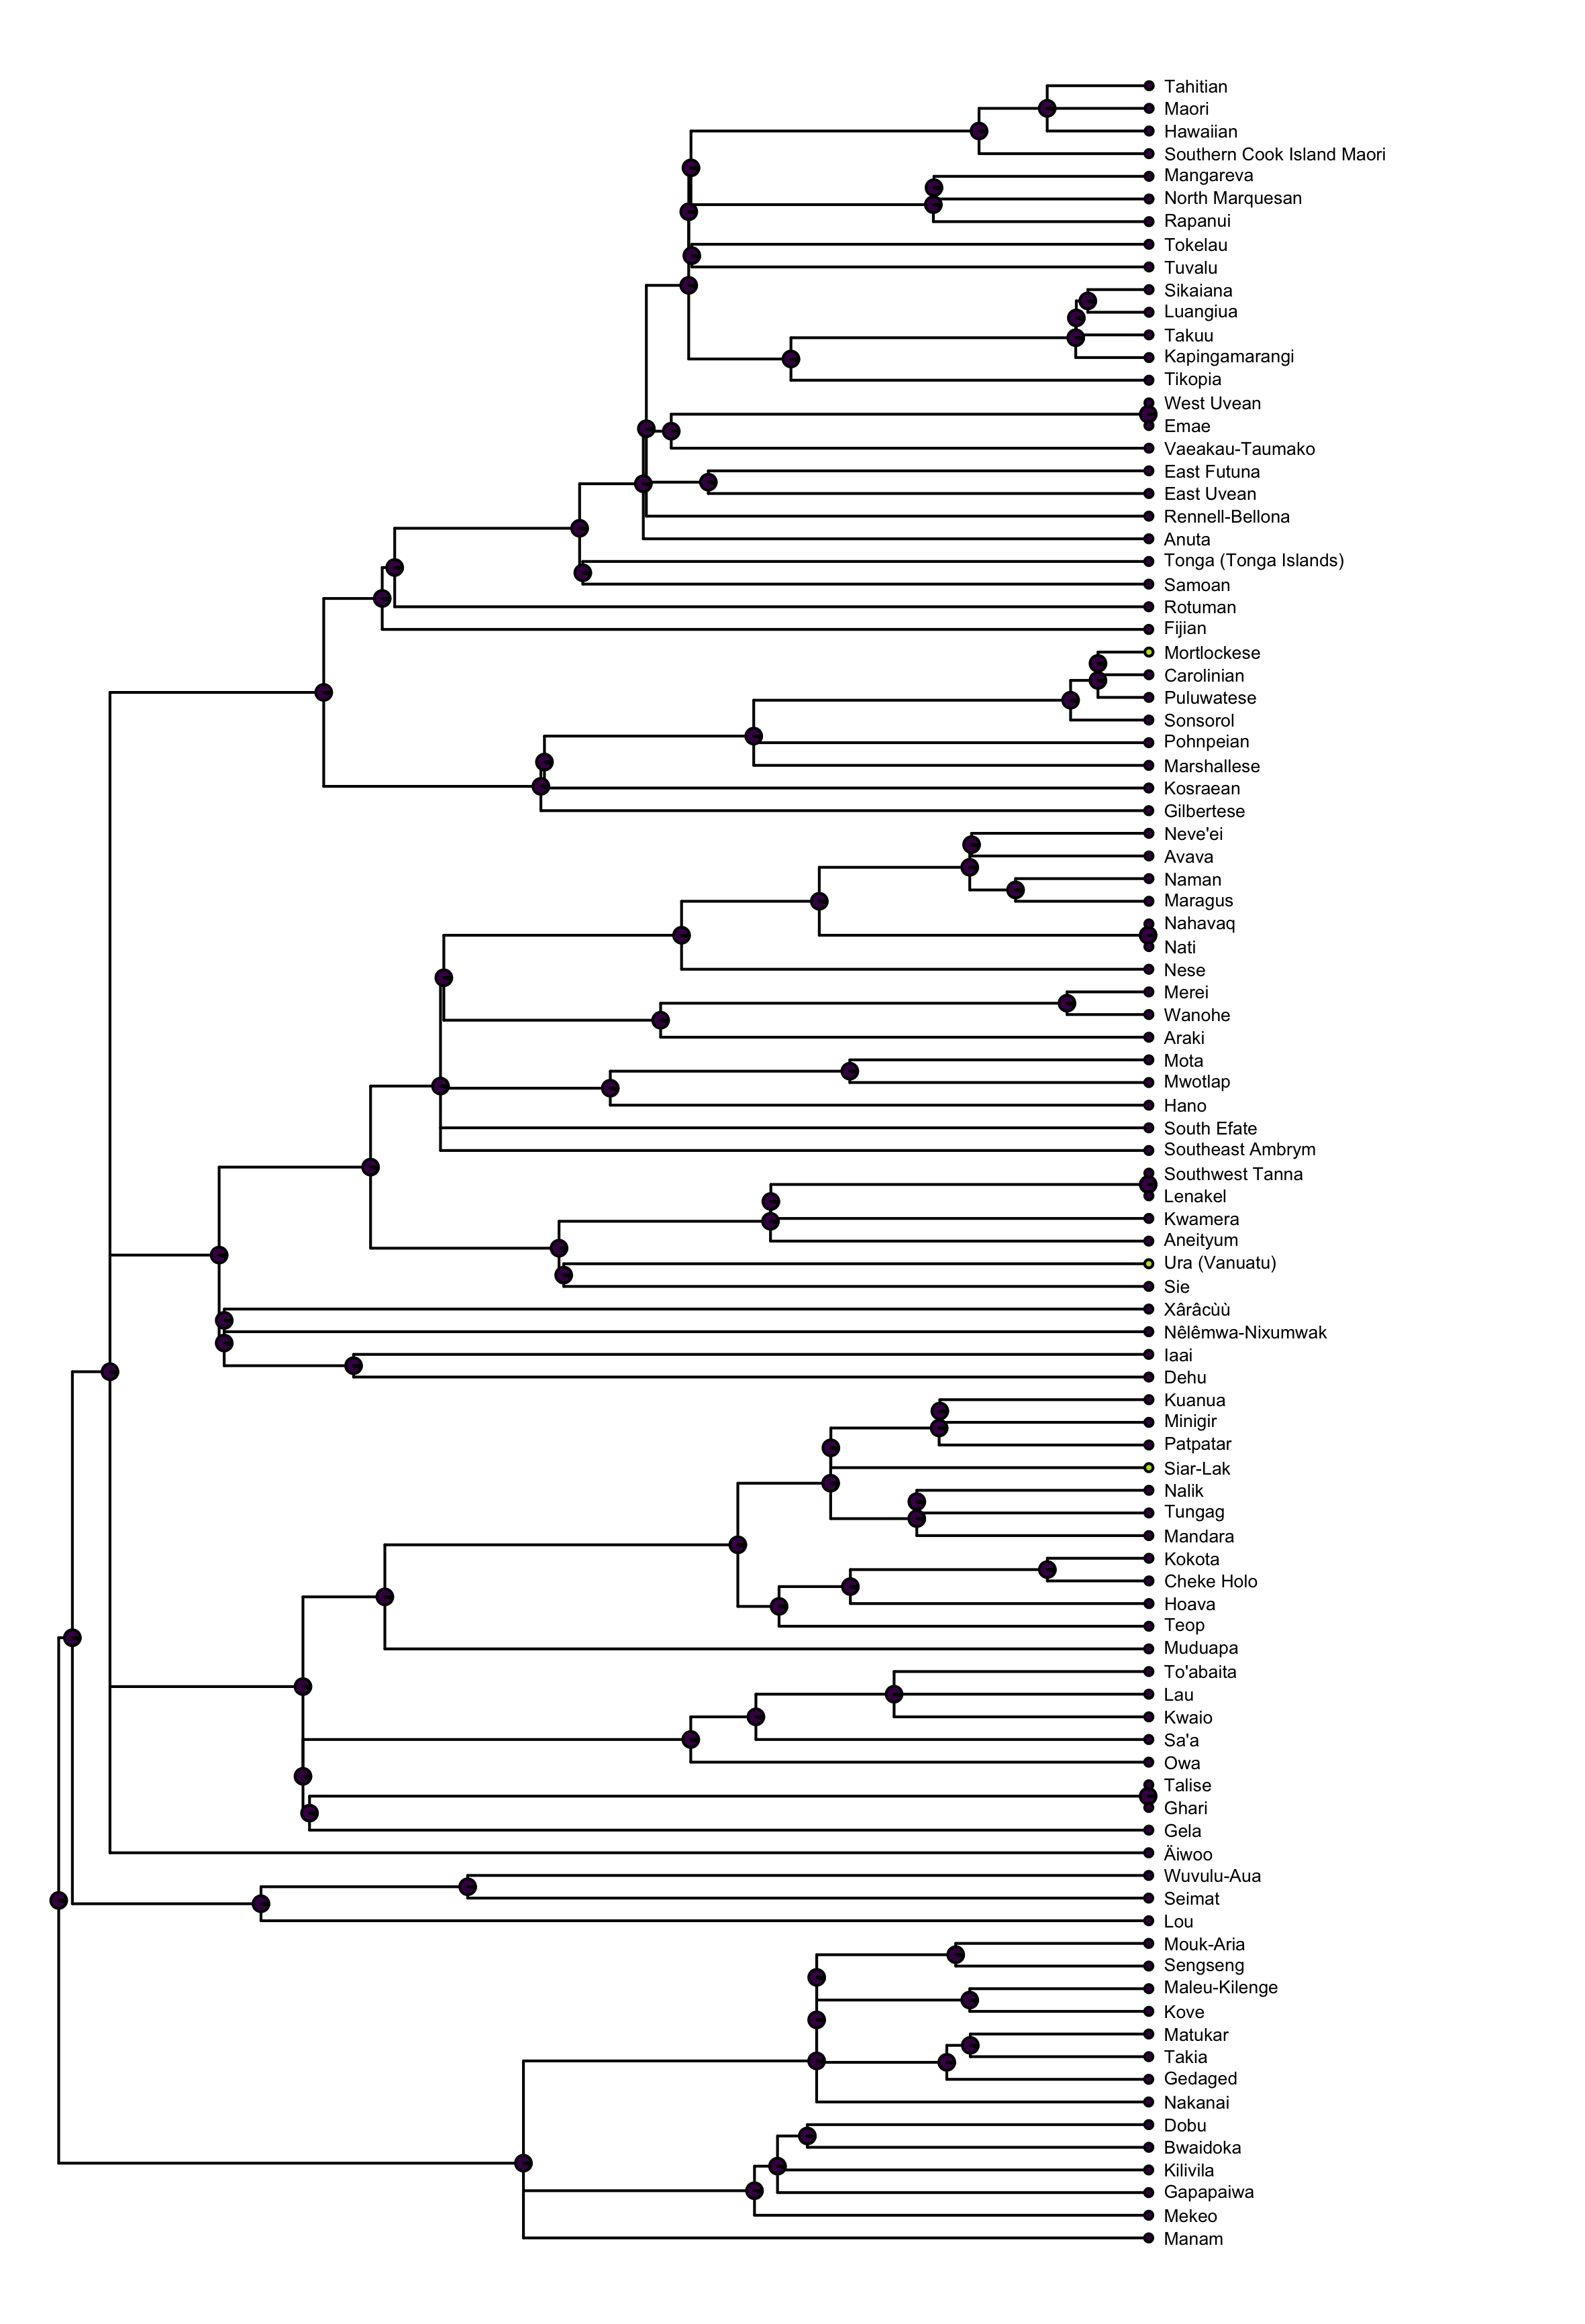 Tahitian
Maori
Hawaiian
Southern Cook Island Maori
Mangareva
North Marquesan
Rapanui
Tokelau
Tuvalu
Sikaiana
Luangiua
Takuu
Kapingamarangi
Tikopia
West Uvean
Emae
Vaeakau-Taumako
East Futuna
East Uvean
Rennell-Bellona
Anuta
Tonga (Tonga Islands)
Samoan
Rotuman
Fijian
Mortlockese
Carolinian
Puluwatese
Sonsorol
Pohnpeian
Marshallese
Kosraean
Gilbertese
Neve'ei
Avava
Naman
Maragus
Nahavaq
Nati
Nese
Merei
Wanohe
Araki
Mota
Mwotlap
Hano
South Efate
Southeast Ambrym
Southwest Tanna
Lenakel
Kwamera
Aneityum
Ura (Vanuatu)
Sie
Xârâcùù
Nêlêmwa-Nixumwak
Iaai
Dehu
Kuanua
Minigir
Patpatar
Siar-Lak
Nalik
Tungag
Mandara
Kokota
Cheke Holo
Hoava
Teop
Muduapa
To'abaita
Lau
Kwaio
Sa'a
Owa
Talise
Ghari
Gela
Äiwoo
Wuvulu-Aua
Seimat
Lou
Mouk-Aria
Sengseng
Maleu-Kilenge
Kove
Matukar
Takia
Gedaged
Nakanai
Dobu
Bwaidoka
Kilivila
Gapapaiwa
Mekeo
Manam